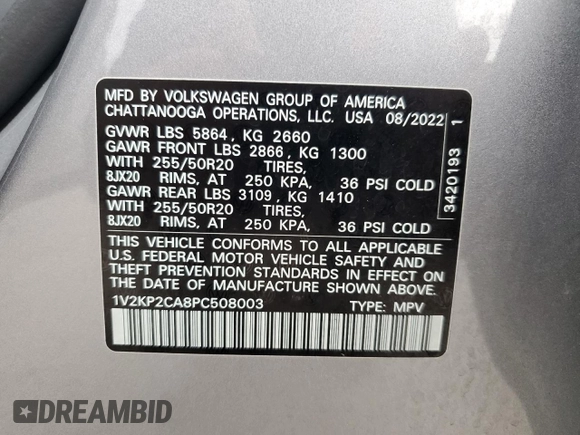 MFD BY VOLKSWAGEN GROUP OF AMERICA
CHATTANOOGA OPERATIONS, LLC. USA 08/2022
GVWR LBS 5864, KG 2660
GAWR FRONT LBS 2866, KG 1300
WITH 255/50R20 TIRES,
8JX20 RIMS, AT 250 KPA, 36 PSI COLD
GAWR REAR LBS 3109, KG 1410
WITH 255/50R20 TIRES,
8JX20 RIMS, AT 250 KPA, 36 PSI COLD
THIS VEHICLE CONFORMS TO ALL APPLICABLE
U.S. FEDERAL MOTOR VEHICLE SAFETY AND
THEFT PREVENTION STANDARDS IN EFFECT ON
THE DATE OF MANUFACTURE SHOWN ABOVE
1V2KP2CA8PC508003 TYPE: MPV
3420193 1
DREAMBID